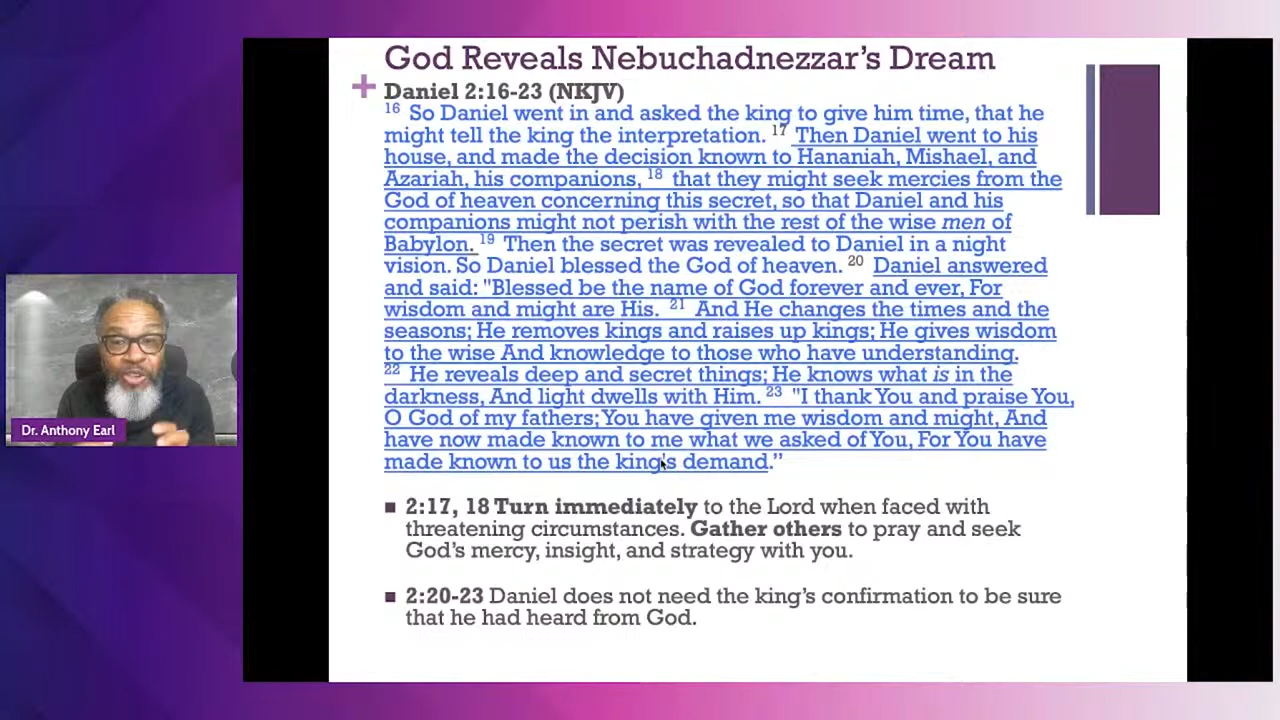 God Reveals Nebuchadnezzar's Dream
+ Daniel 2:16-23 (NKJV)
16 So Daniel went in and asked the king to give him time, that he
might tell the king the interpretation. 17 Then Daniel went to his
house, and made the decision known to Hananiah, Mishael, and
Azariah, his companions, 18 that they might seek mercies from the
God of heaven concerning this secret, so that Daniel and his
companions might not perish with the rest of the wise men of
Babylon. 19 Then the secret was revealed to Daniel in a night
vision. So Daniel blessed the God of heaven. 20 Daniel answered
and said: "Blessed be the name of God forever and ever, For
wisdom and might are His. 21 And He changes the times and the
seasons; He removes kings and raises up kings; He gives wisdom
to the wise And knowledge to those who have understanding.
22 He reveals deep and secret things; He knows what is in the
darkness, And light dwells with Him. 23 "I thank You and praise You,
O God of my fathers; You have given me wisdom and might, And
have now made known to me what we asked of You, For You have
made known to us the king's demand.”
■ 2:17, 18 Turn immediately to the Lord when faced with
threatening circumstances. Gather others to pray and seek
God's mercy, insight, and strategy with you.
■ 2:20-23 Daniel does not need the king's confirmation to be sure
that he had heard from God.
Dr. Anthony Earl